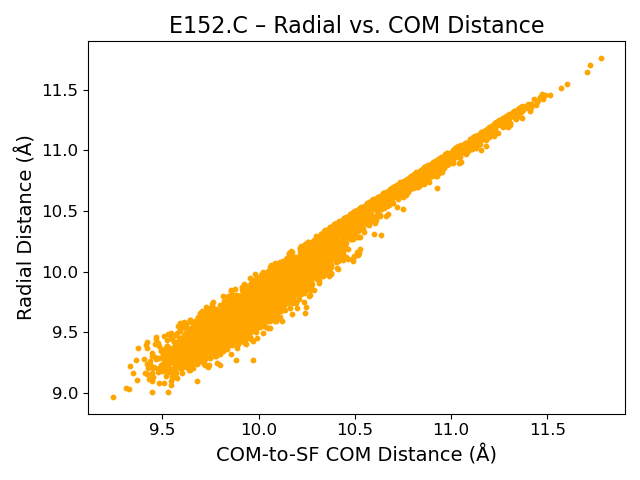 E152.C – Radial vs. COM Distance
Radial Distance (Å)
11.5
11.0
10.5
10.0
9.5
9.0
9.5 10.0 10.5 11.0 11.5
COM-to-SF COM Distance (Å)